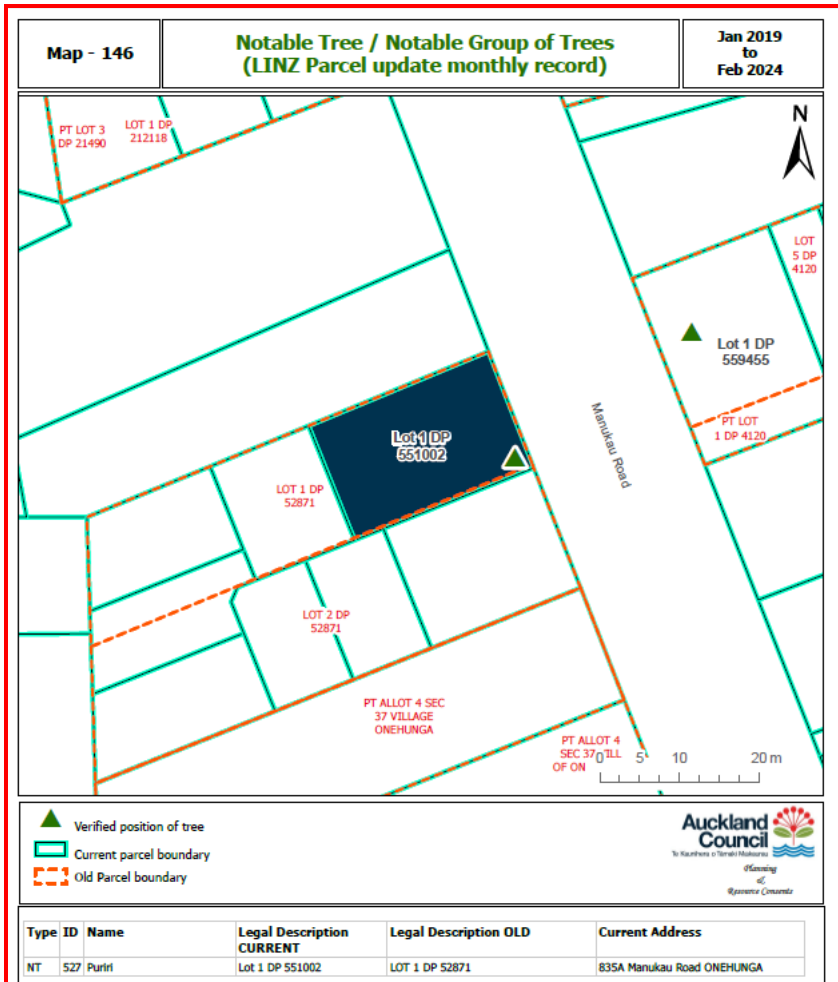 Map - 146
Notable Tree / Notable Group of Trees
(LINZ Parcel update monthly record)
Jan 2019
to
Feb 2024
PT LOT 3
DP 21490
LOT 1 DP
212118
N
LOT
5 DP
4120
Lot 1 DP
559455
PT LOT
1 DP 4120
Manukau Road
Lot 1 DP
551002
LOT 1 DP
52871
LOT 2 DP
52871
PT ALLOT 4 SEC
37 VILLAGE
ONEHUNGA
PT ALLOT 4
SEC 37
OF ON
0 5 10 20 m
Verified position of tree
Current parcel boundary
Old Parcel boundary
Auckland
Council
Te Kaunihera o Tāmaki Makaurau
Planning
&
Resource Consents
Type ID Name Legal Description CURRENT Legal Description OLD Current Address
NT 527 Puriri Lot 1 DP 551002 LOT 1 DP 52871 835A Manukau Road ONEHUNGA